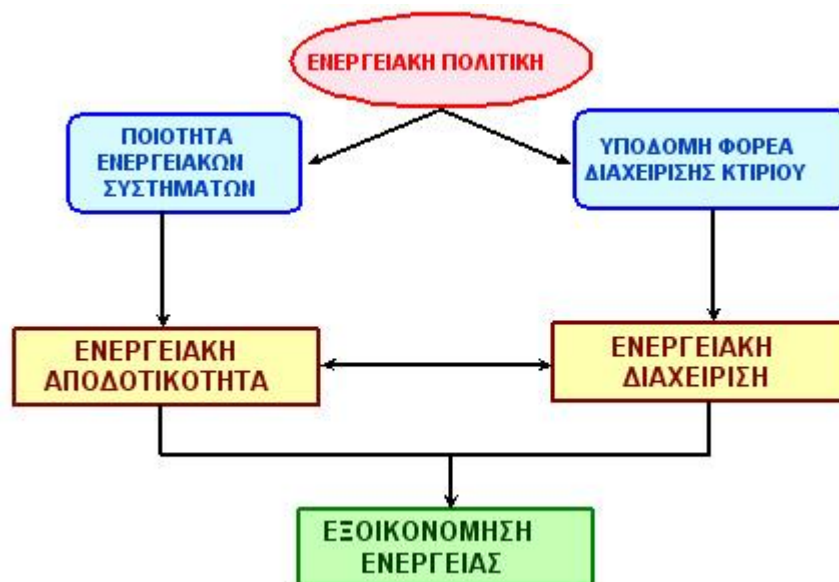 ΕΝΕΡΓΕΙΑΚΗ ΠΟΛΙΤΙΚΗ
ΠΟΙΟΤΗΤΑ
ΕΝΕΡΓΕΙΑΚΩΝ
ΣΥΣΤΗΜΑΤΩΝ
ΥΠΟΔΟΜΗ ΦΟΡΕΑ
ΔΙΑΧΕΙΡΙΣΗΣ ΚΤΙΡΙΟΥ
ΕΝΕΡΓΕΙΑΚΗ
ΑΠΟΔΟΤΙΚΟΤΗΤΑ
ΕΝΕΡΓΕΙΑΚΗ
ΔΙΑΧΕΙΡΙΣΗ
ΕΞΟΙΚΟΝΟΜΗΣΗ
ΕΝΕΡΓΕΙΑΣ